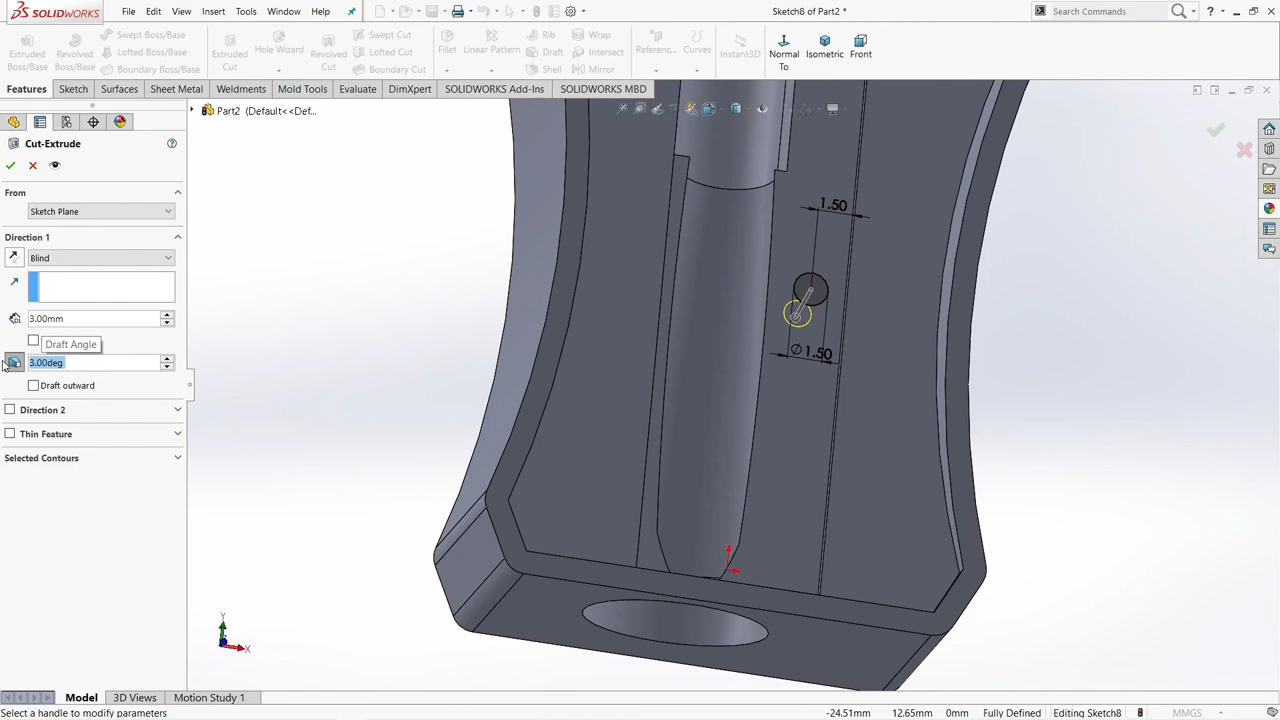 SOLIDWORKS
File Edit View Insert Tools Window Help
Sketch8 of Part2 *
Search Commands
Extruded Boss/Base
Revolved Boss/Base
Swept Boss/Base
Lofted Boss/Base
Boundary Boss/Base
Extruded Cut
Hole Wizard
Revolved Cut
Swept Cut
Lofted Cut
Boundary Cut
Fillet
Linear Pattern
Rib
Draft
Shell
Wrap
Intersect
Mirror
Referenc...
Curves
Instant3D
Normal To
Isometric
Front
Features Sketch Surfaces Sheet Metal Weldments Mold Tools Evaluate DimXpert SOLIDWORKS Add-Ins SOLIDWORKS MBD
Part2 (Default<<Def...
Cut-Extrude
From
Sketch Plane
Direction 1
Blind
3.00mm
Draft Angle
3.00deg
Draft outward
Direction 2
Thin Feature
Selected Contours
1.50
Ø1.50
Y
X
Model 3D Views Motion Study 1
Select a handle to modify parameters
-24.51mm 12.65mm 0mm Fully Defined Editing Sketch8 MMGS